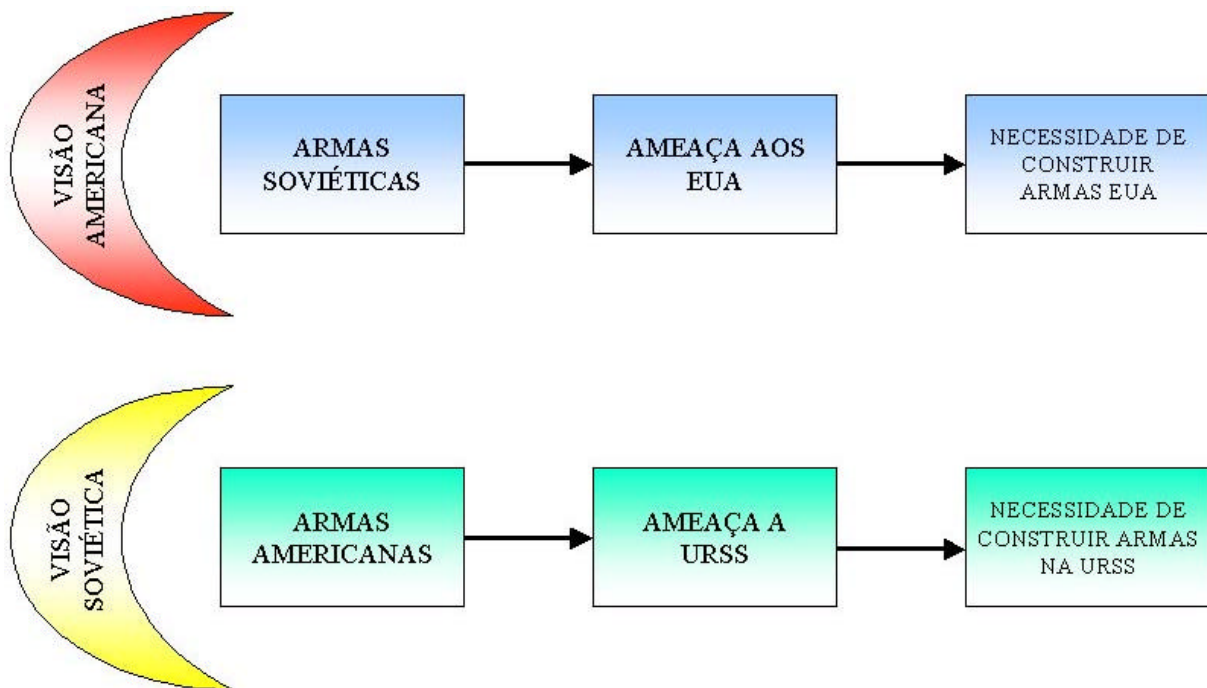 VISÃO
AMERICANA
ARMAS
SOVIÉTICAS
AMEAÇA AOS
EUA
NECESSIDADE DE
CONSTRUIR
ARMAS EUA
VISÃO
SOVIÉTICA
ARMAS
AMERICANAS
AMEAÇA A
URSS
NECESSIDADE DE
CONSTRUIR ARMAS
NA URSS